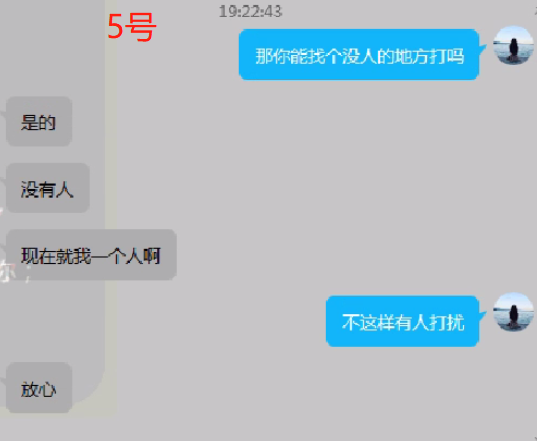 19:22:43
5号
那你能找个没人的地方打吗
是的
没有人
现在就我一个人啊
不这样有人打扰
放心